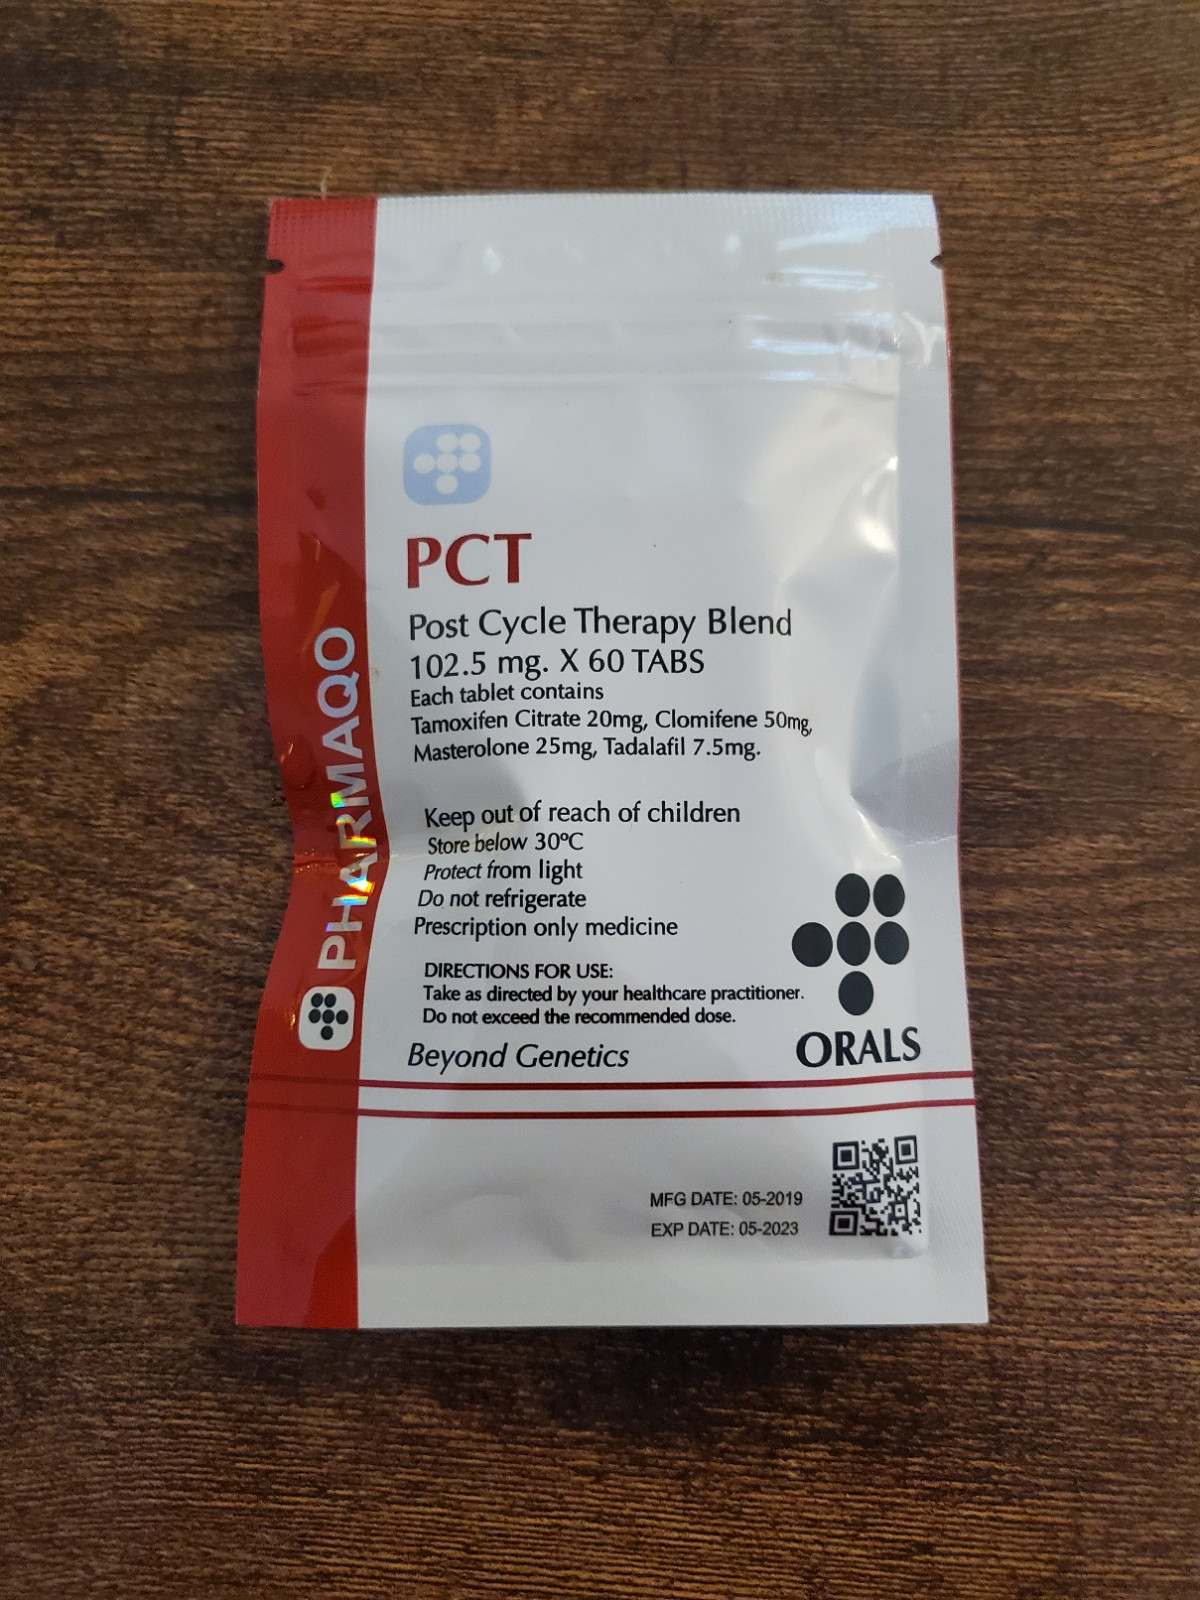 PHARMAQO
PCT
Post Cycle Therapy Blend
102.5 mg. X 60 TABS
Each tablet contains
Tamoxifen Citrate 20mg, Clomifene 50mg,
Masterolone 25mg, Tadalafil 7.5mg.
Keep out of reach of children
Store below 30ºC
Protect from light
Do not refrigerate
Prescription only medicine
DIRECTIONS FOR USE:
Take as directed by your healthcare practitioner.
Do not exceed the recommended dose.
Beyond Genetics
ORALS
MFG DATE: 05-2019
EXP DATE: 05-2023